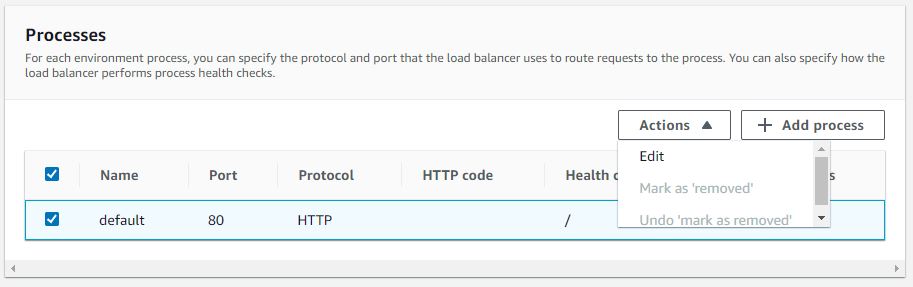 Processes
For each environment process, you can specify the protocol and port that the load balancer uses to route requests to the process. You can also specify how the
load balancer performs process health checks.
Actions
Add process
Name Port Protocol HTTP code Health
default 80 HTTP /
Edit
Mark as 'removed'
Undo 'mark as removed'